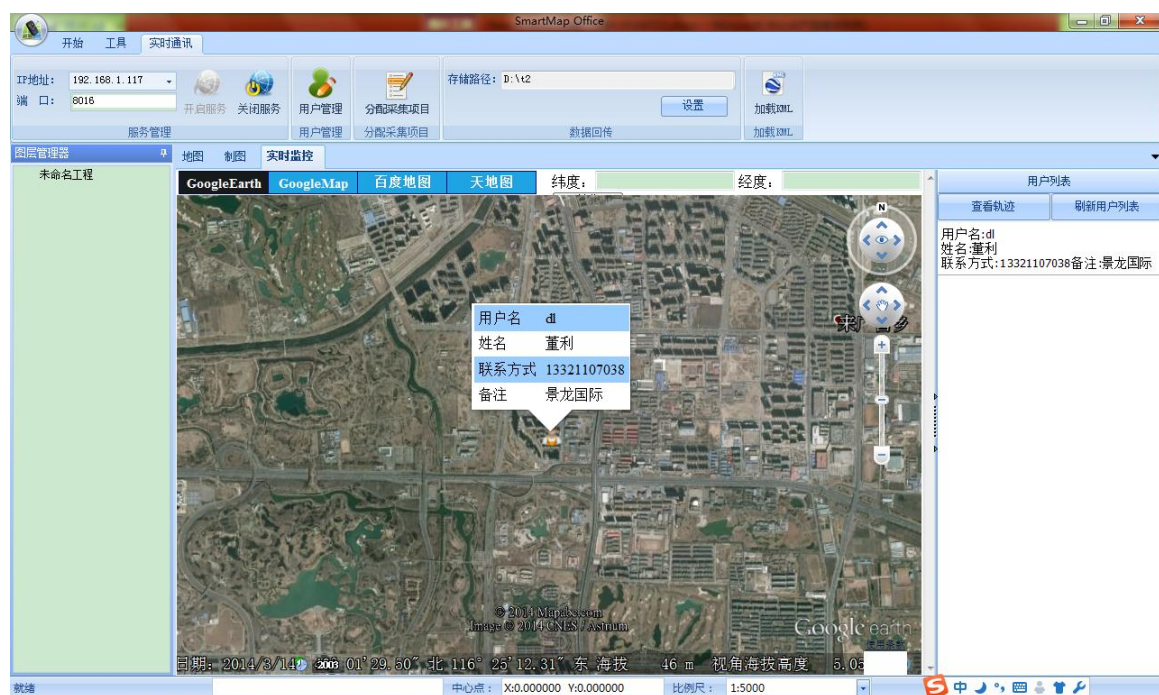 SmartMap Office
开始 工具 实时通讯
IP地址: 192.168.1.117
端 口: 8016
开启服务 关闭服务
服务管理
用户管理
用户管理
分配采集项目
分配采集项目
存储路径: D:\t2
设置
数据回传
加载KML
加载KML
图层管理器
未命名工程
地图 制图 实时监控
GoogleEarth GoogleMap 百度地图 天地图 纬度: 经度:
N
用户名 dl
姓名 董利
联系方式 13321107038
备注 景龙国际
© 2014 Mapabc.com
Image © 2014 CNES / Astrium
Google earth
日期: 2014/3/14 2003 01'29.50" 北 116° 25'12.31" 东 海拔 46 m 视角海拔高度 5.05
用户列表
查看轨迹 刷新用户列表
用户名:dl
姓名:董利
联系方式:13321107038备注:景龙国际
就绪 中心点: X:0.000000 Y:0.000000 比例尺: 1:5000
中